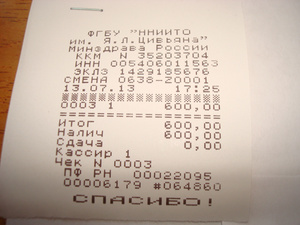 ФГБУ "ННИИТО
им. Я.Л.Цивьяна"
Минздрава России
ККМ N 35203704
ИНН 005406011563
ЭКЛЗ 1429185676
СМЕНА 0638-Z0001
13.07.13 17:25
0003 1 600,00
Итог 600,00
Налич 600,00
Сдача 0,00
Кассир 1
Чек N 0003
ПФ РН 00022095
00006179 #064860
СПАСИБО!